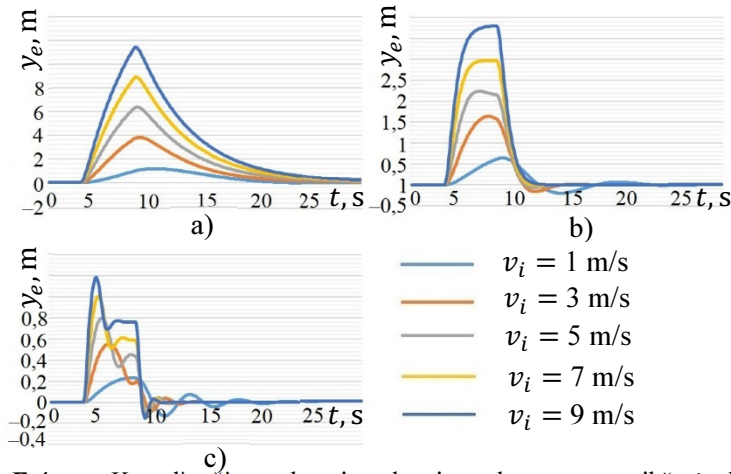 y_e, m
8
6
4
2
0
–2
0 5 10 15 20 25 t, s
a)
y_e, m
2,5
2
1,5
1
0,5
1
–0,5
0 5 10 15 20 25 t, s
b)
y_e, m
0,8
0,6
0,4
0,2
0
–0,2
–0,4
0 5 10 15 20 25 t, s
c)
v_i = 1 m/s
v_i = 3 m/s
v_i = 5 m/s
v_i = 7 m/s
v_i = 9 m/s